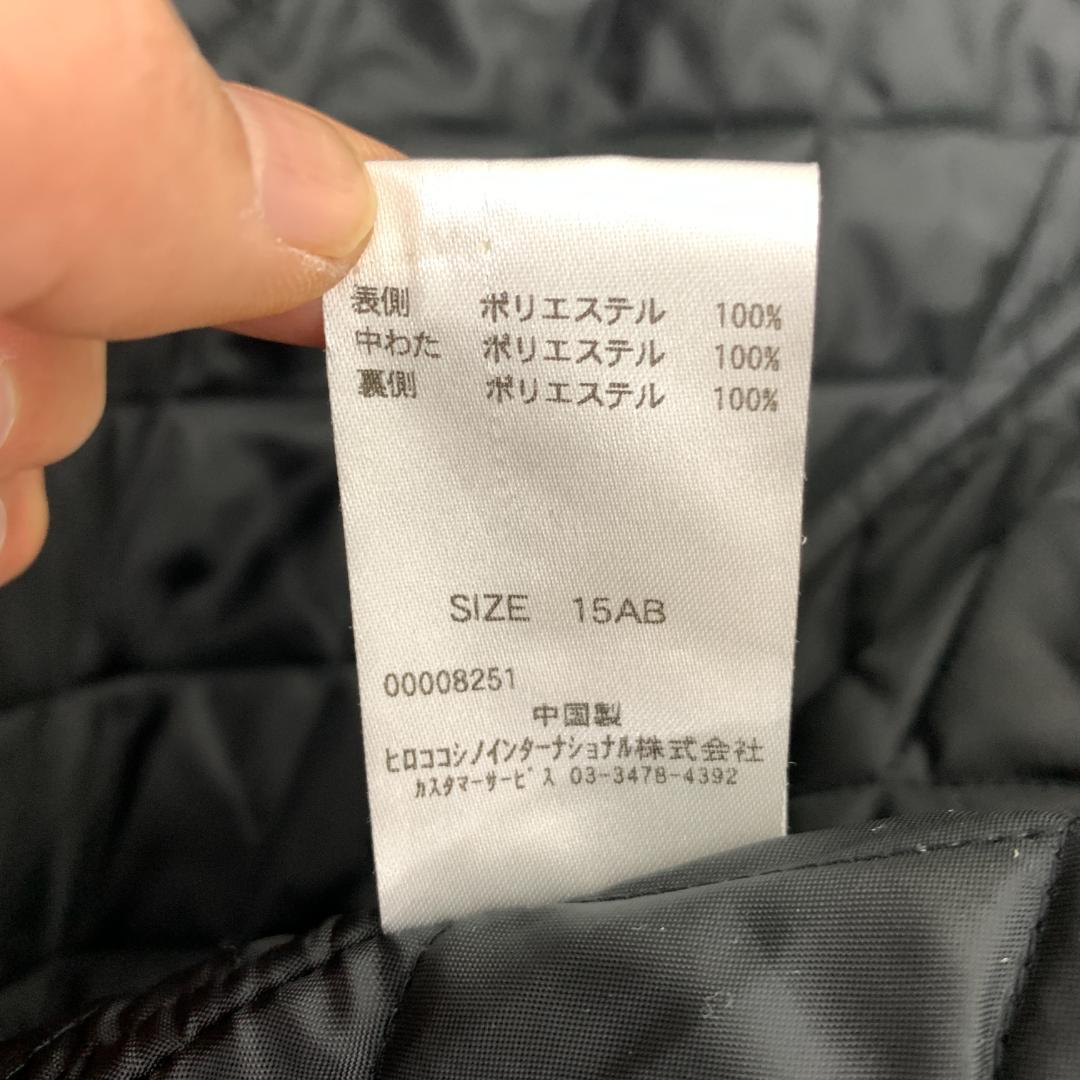 表側 ポリエステル 100%
中わた ポリエステル 100%
裏側 ポリエステル 100%
SIZE 15AB
00008251
中国製
ヒロココシノインターナショナル株式会社
カスタマーサービス 03-3478-4392